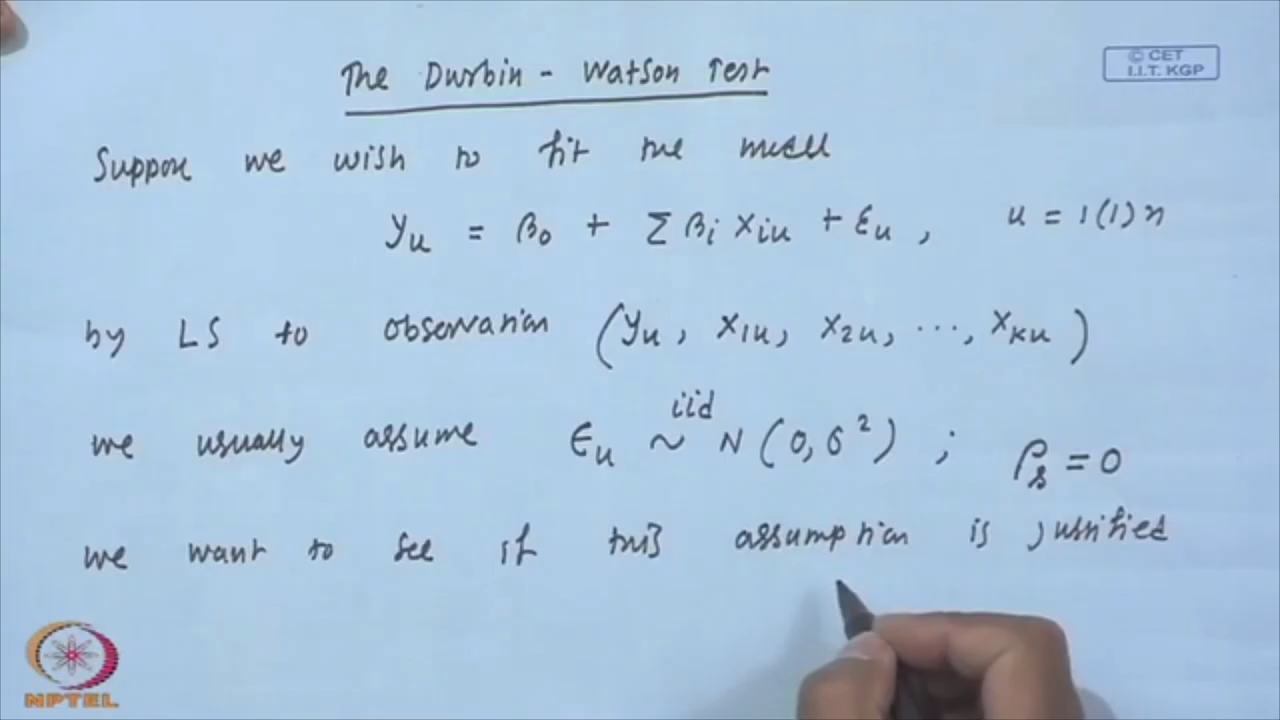 The Durbin - Watson Test
© CET
I.I.T. KGP
Suppose we wish to fit the model
yu = β0 + Σ βi xiu + εu , u = 1(1)n
by LS to observation (yu, x1u, x2u, ..., xku)
we usually assume εu ~ iid N(0, σ²) ; ρs = 0
we want to see if this assumption is justified
NPTEL